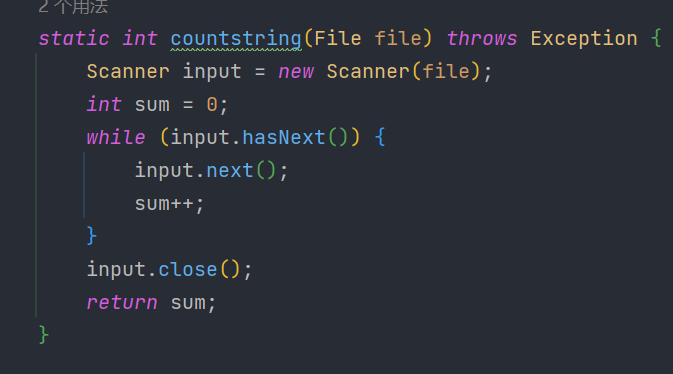 2个用法
static int countstring(File file) throws Exception {
Scanner input = new Scanner(file);
int sum = 0;
while (input.hasNext()) {
input.next();
sum++;
}
input.close();
return sum;
}